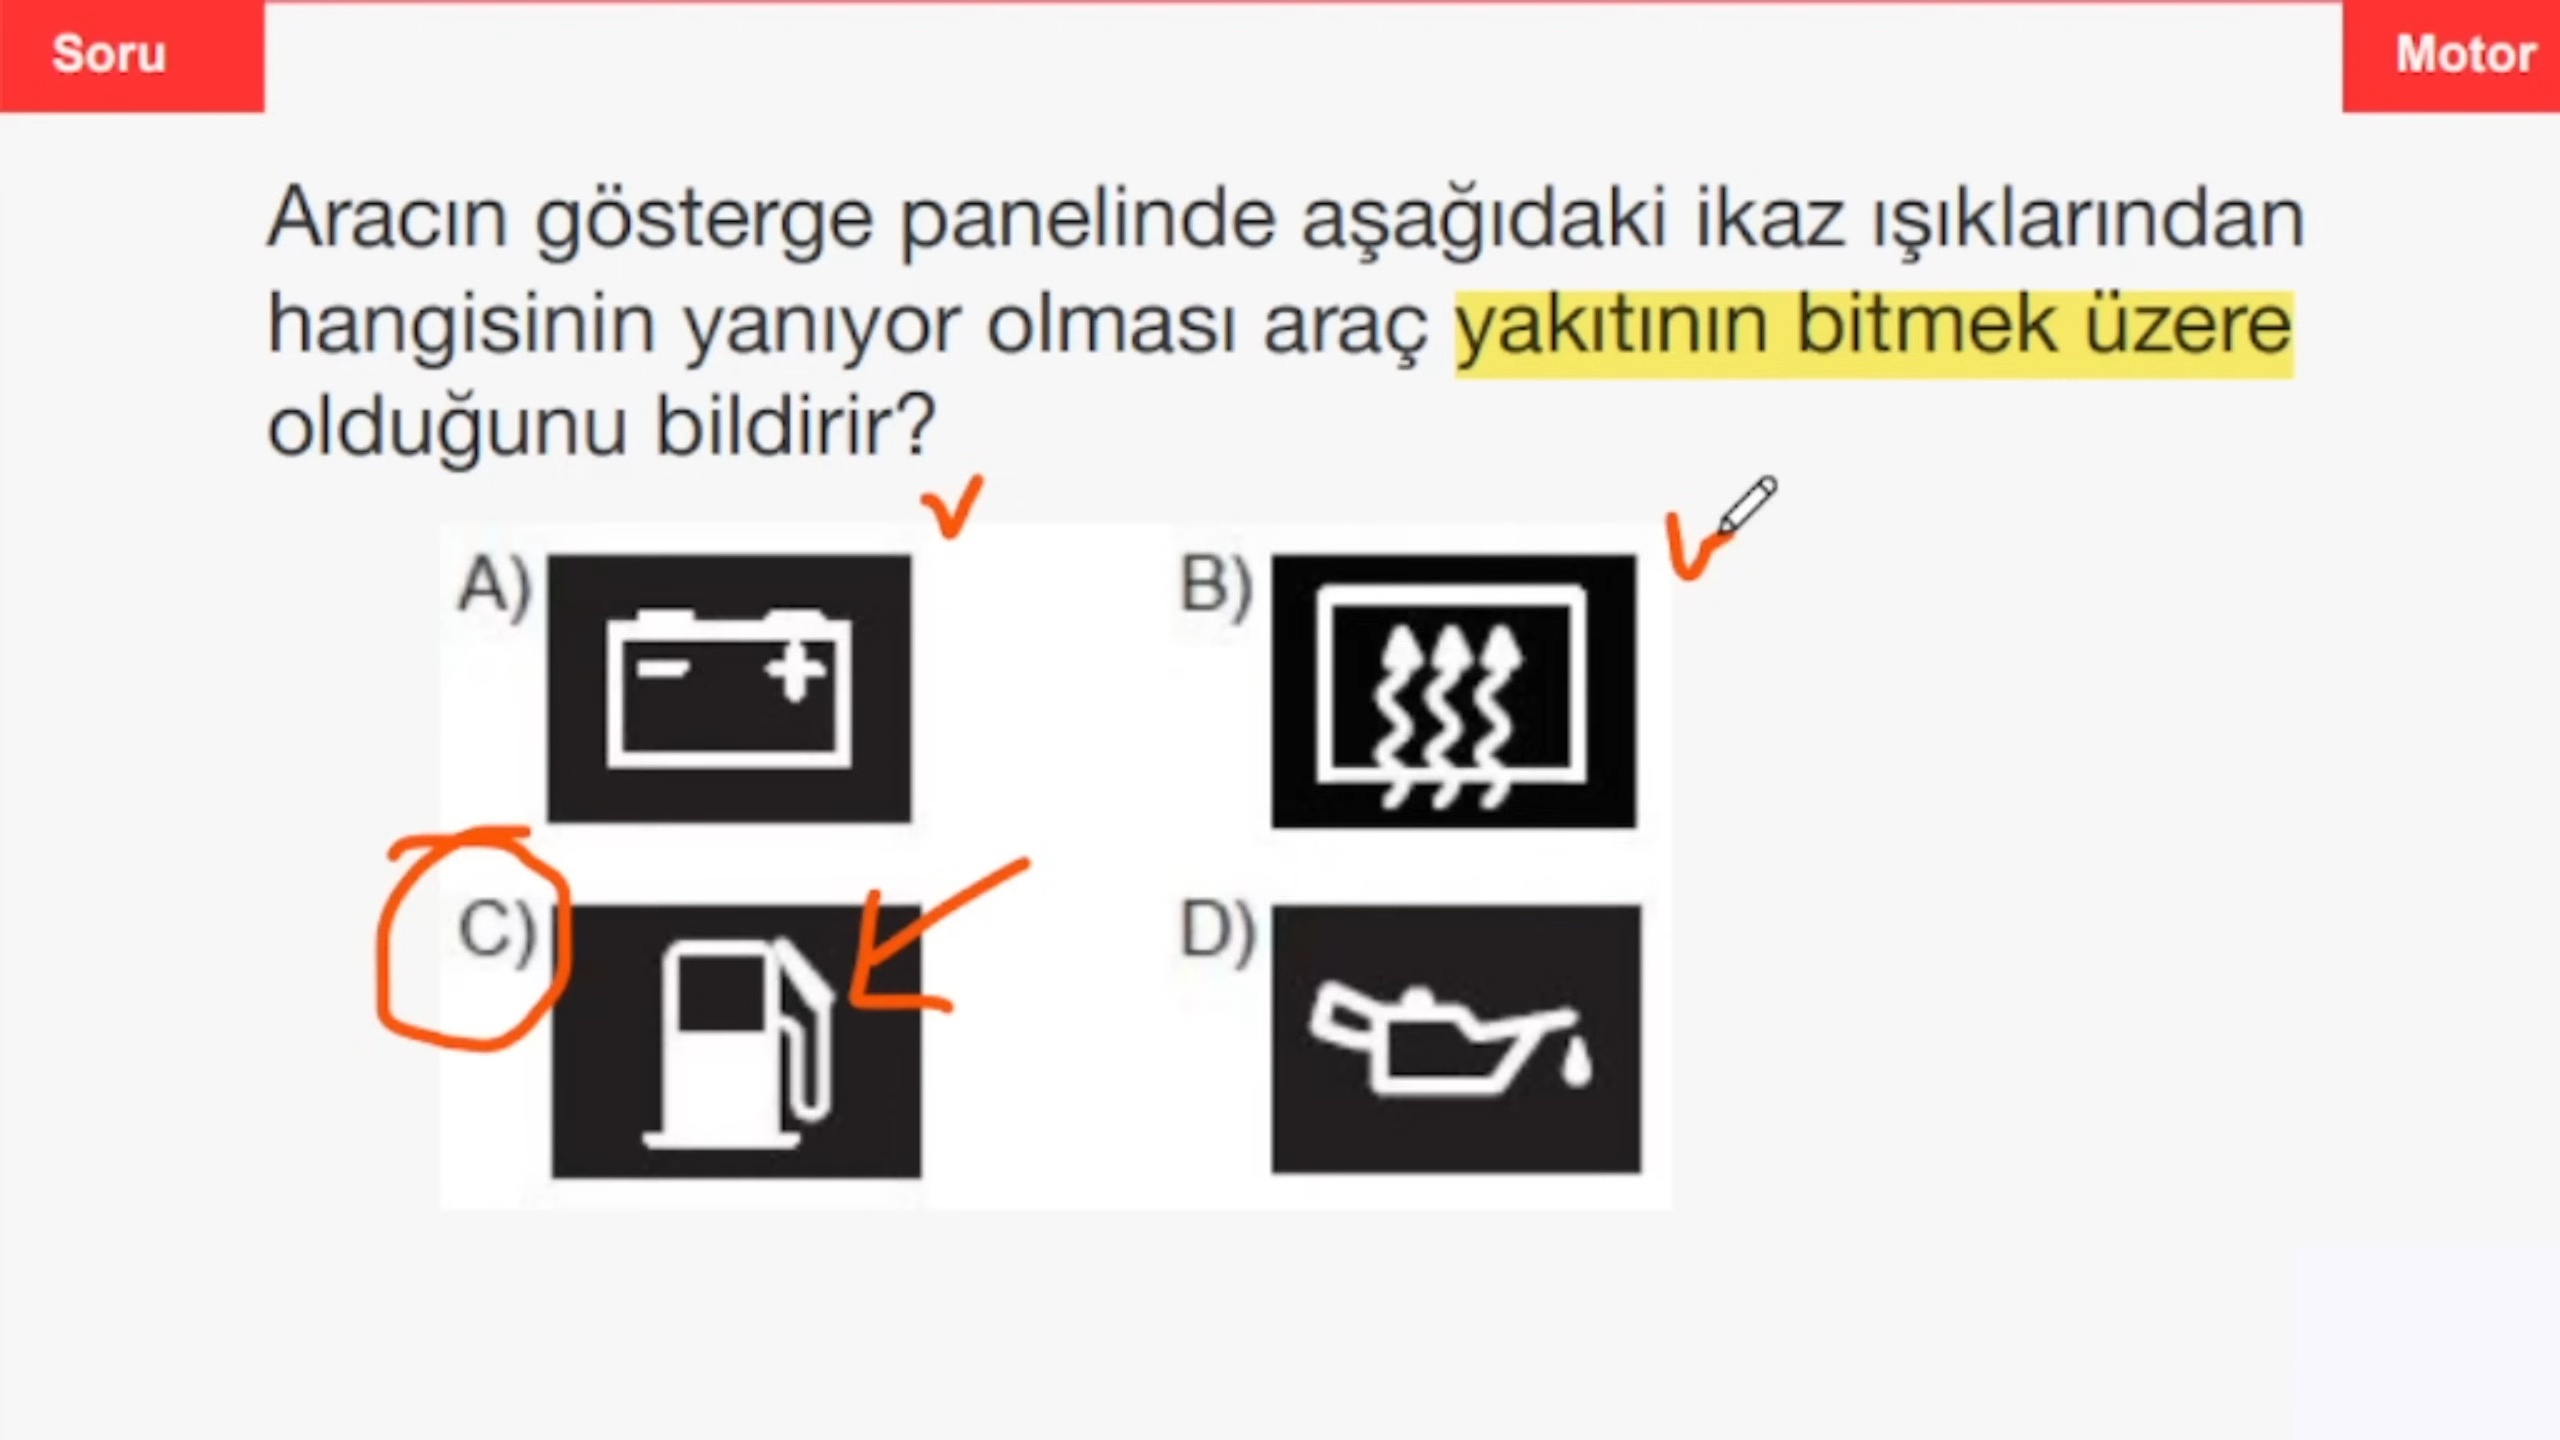 Soru
Motor
Aracın gösterge panelinde aşağıdaki ikaz ışıklarından
hangisinin yanıyor olması araç yakıtının bitmek üzere
olduğunu bildirir?
A)
B)
C)
D)